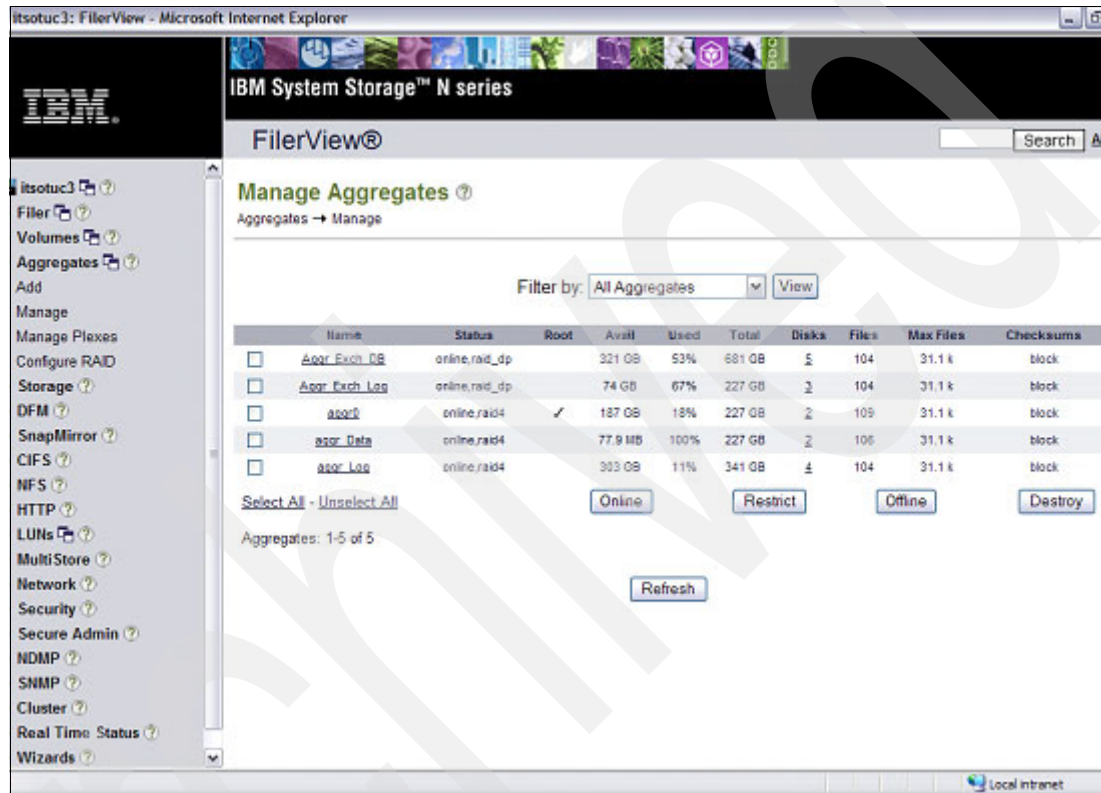 itsotuc3: FilerView - Microsoft Internet Explorer
IBM.
IBM System Storage™ N series
FilerView®
Search
itsotuc3
Filer
Volumes
Aggregates
Add
Manage
Manage Plexes
Configure RAID
Storage
DFM
SnapMirror
CIFS
NFS
HTTP
LUNs
MultiStore
Network
Security
Secure Admin
NDMP
SNMP
Cluster
Real Time Status
Wizards
Manage Aggregates
Aggregates → Manage
Filter by: All Aggregates View
Name Status Root Avail Used Total Disks Files Max Files Checksums
Aggr_Exch_DB online,raid_dp 321 GB 53% 681 GB 5 104 31.1 k block
Aggr_Exch_Log online,raid_dp 74 GB 67% 227 GB 3 104 31.1 k block
aggr0 online,raid4 ✓ 187 GB 18% 227 GB 2 109 31.1 k block
aggr_Data online,raid4 77.9 MB 100% 227 GB 2 106 31.1 k block
aggr_Log online,raid4 303 GB 11% 341 GB 4 104 31.1 k block
Select All - Unselect All Online Restrict Offline Destroy
Aggregates: 1-5 of 5
Refresh
Local intranet